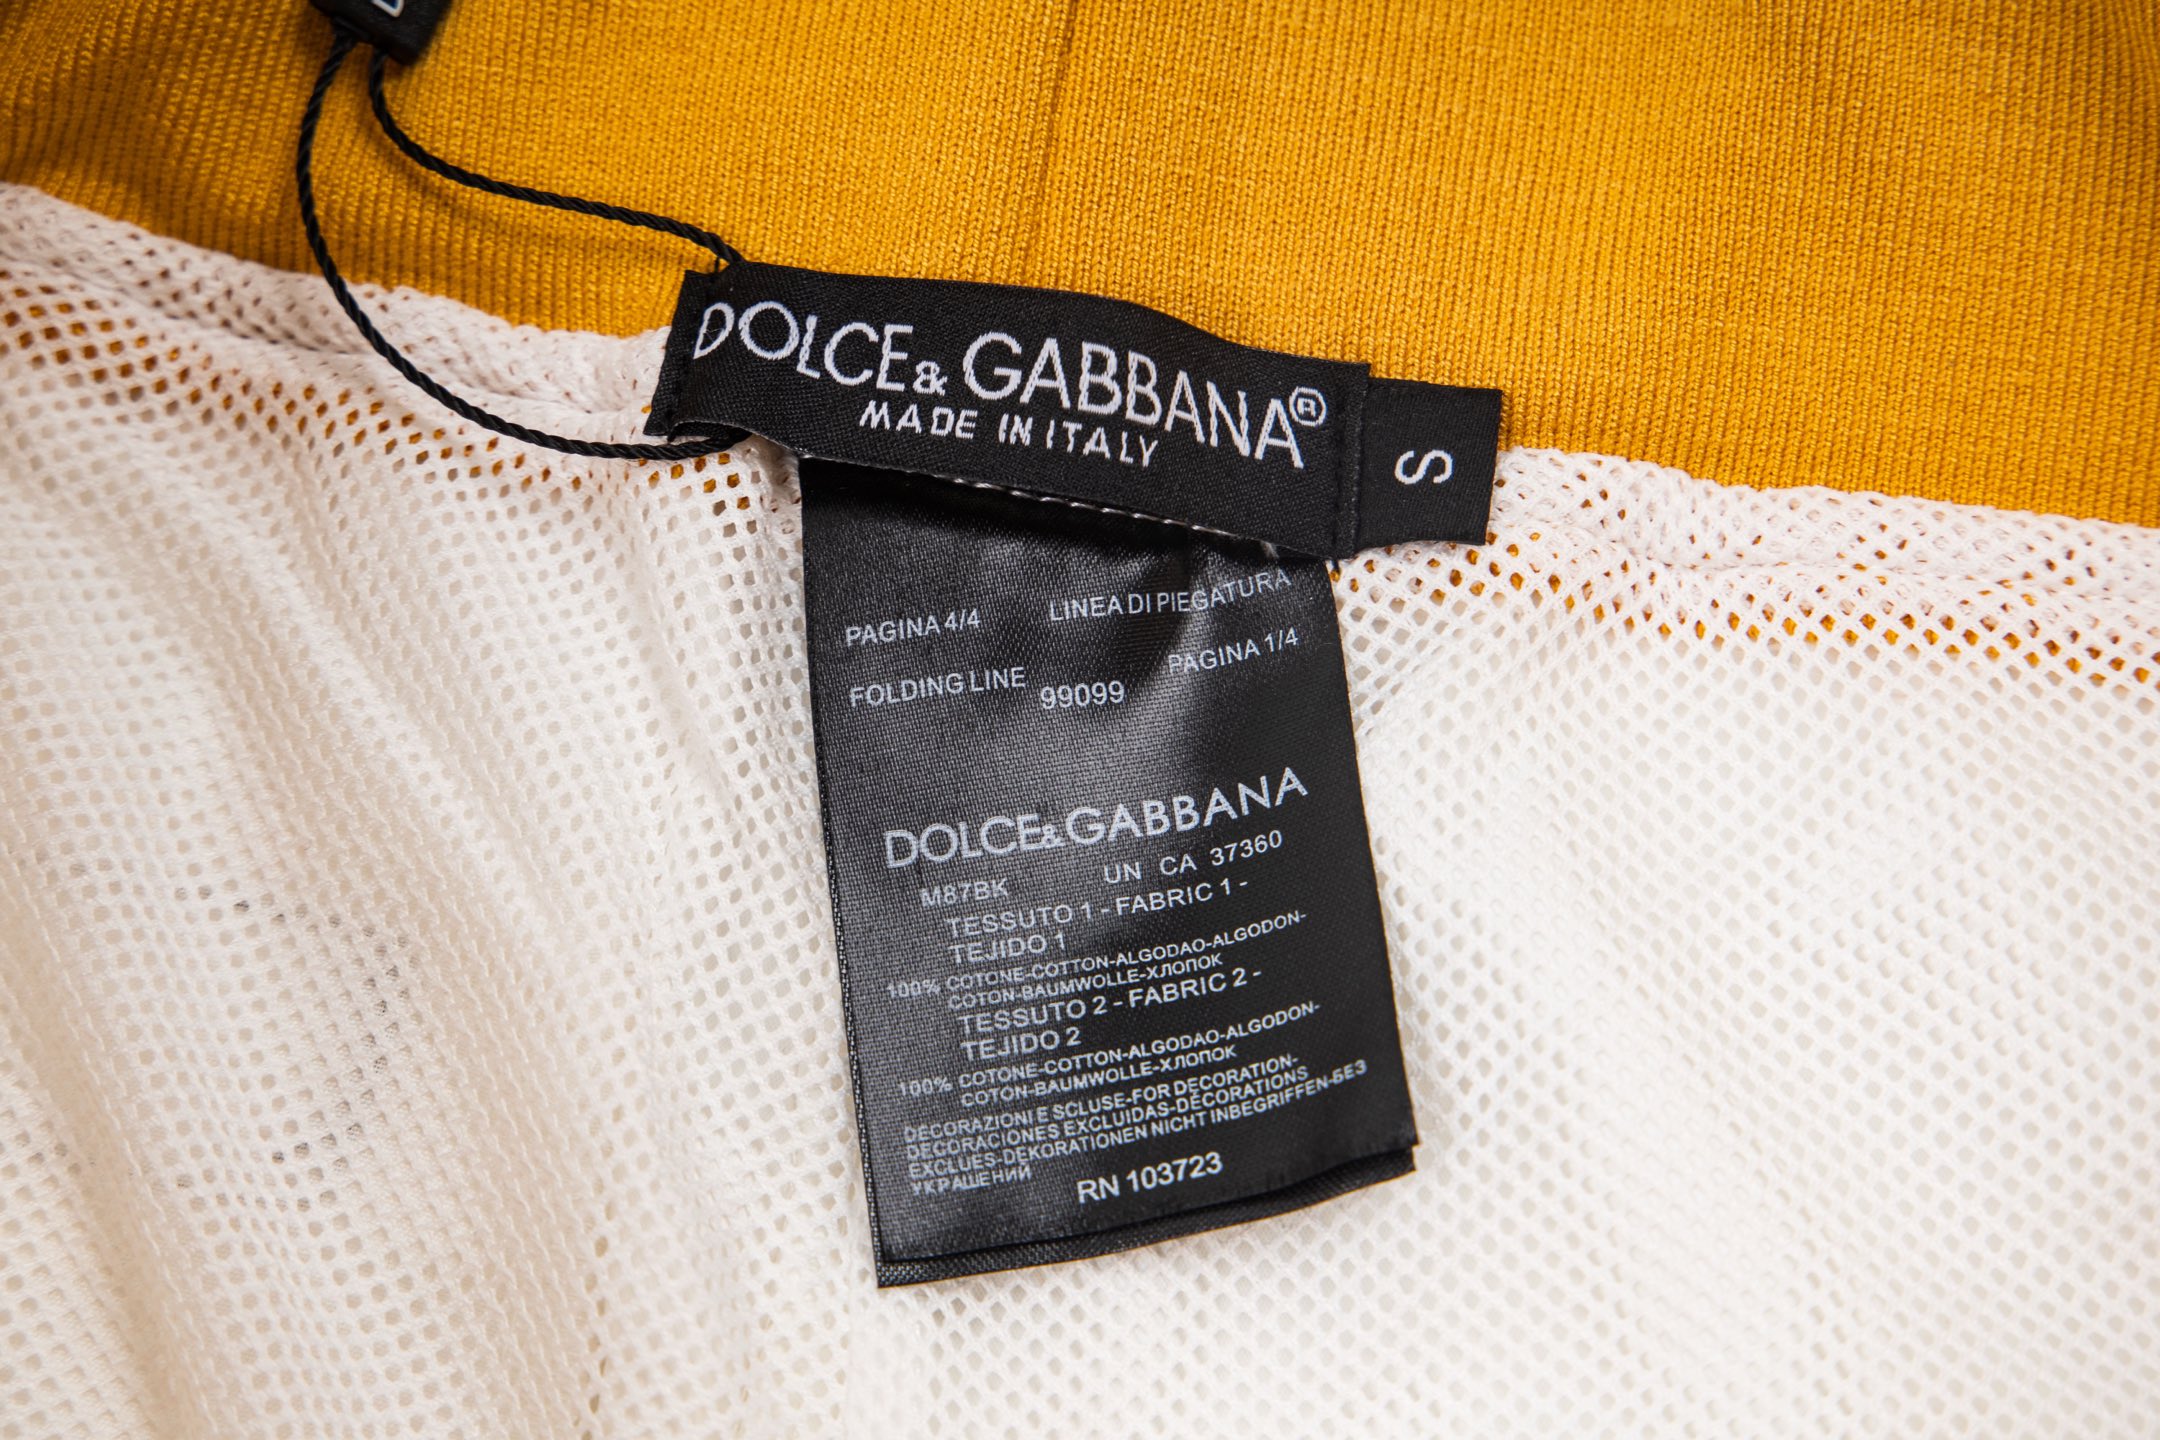 DOLCE & GABBANA®
MADE IN ITALY
S
PAGINA 4/4 LINEA DI PIEGATURA
FOLDING LINE 99099 PAGINA 1/4
DOLCE&GABBANA
M87BK UN CA 37360
TESSUTO 1 - FABRIC 1 -
TEJIDO 1
100% COTONE-COTTON-ALGODAO-ALGODON-
COTON-BAUMWOLLE-ХЛОПОК
TESSUTO 2 - FABRIC 2 -
TEJIDO 2
100% COTONE-COTTON-ALGODAO-ALGODON-
COTON-BAUMWOLLE-ХЛОПОК
DECORAZIONI E SCLUSE-FOR DECORATION-
DECORACIONES EXCLUIDAS-DECORATIONS
EXCLUES-DEKORATIONEN NICHT INBEGRIFFEN-БЕЗ
УКРАШЕНИЙ
RN 103723